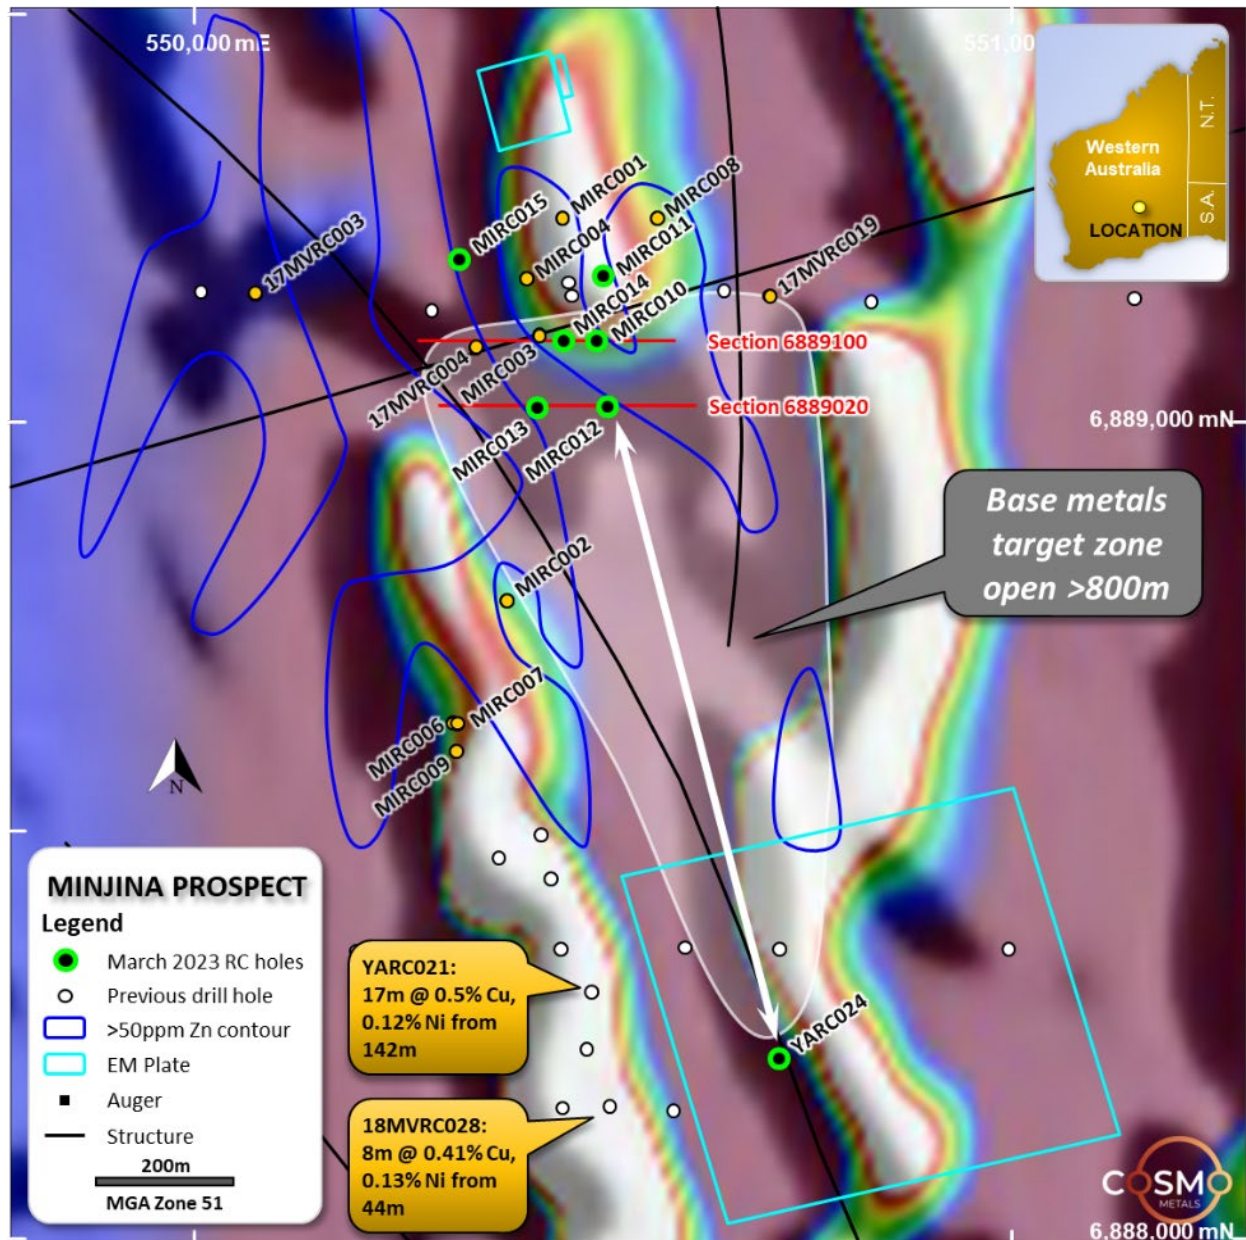 550,000 mE
551,00
Western
Australia
LOCATION
N.T.
S.A.
MIRC001
MIRC008
MIRC015
MIRC004
MIRC011
17MVRC003
17MVRC019
MIRC014
MIRC010
Section 6889100
MIRC003
17MVRC004
Section 6889020
6,889,000 mN
MIRC013
MIRC012
Base metals
target zone
open >800m
MIRC002
MIRC007
MIRC006
MIRC009
N
MINJINA PROSPECT
Legend
March 2023 RC holes
Previous drill hole
>50ppm Zn contour
EM Plate
Auger
Structure
200m
MGA Zone 51
YARC021:
17m @ 0.5% Cu,
0.12% Ni from
142m
YARC024
18MVRC028:
8m @ 0.41% Cu,
0.13% Ni from
44m
COSMO
METALS
6,888,000 mN